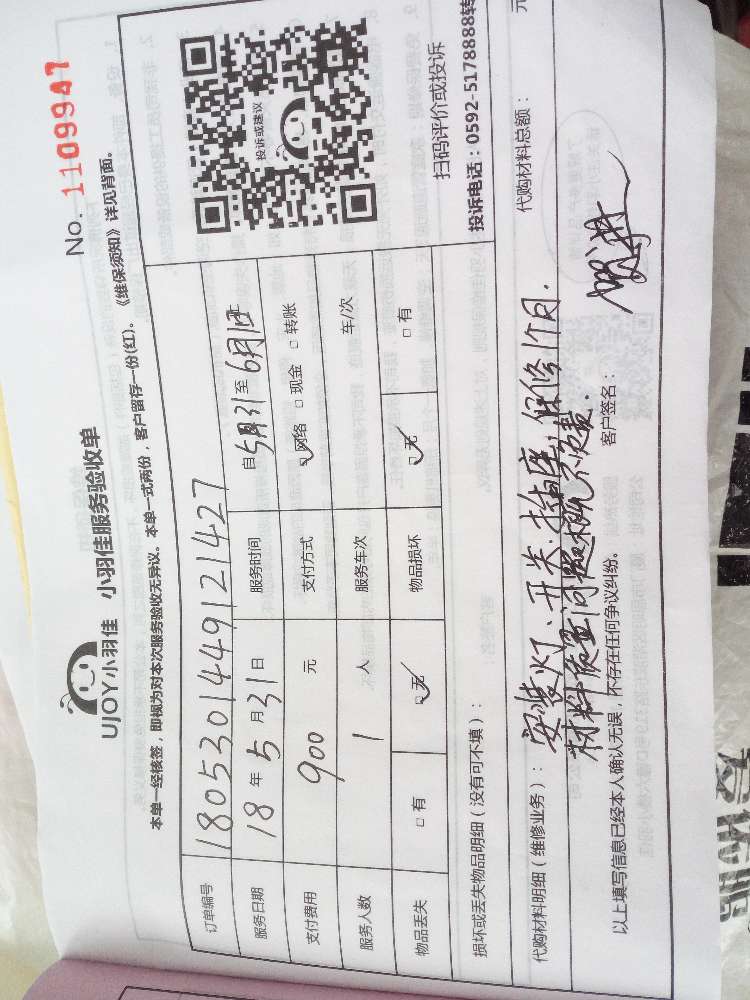 No. 1109947
UJOY小羽佳 小羽佳服务验收单
本单一经核签，即视为对本次服务验收无异议。本单一式两份，客户留存一份(红)。《维保须知》详见背面。
订单编号 1805301449121427
服务日期 18 年 5 月 31 日 服务时间 自 5月31 至 6月1日
支付费用 900 元 支付方式 ☑ 网络 □ 现金 □ 转账
服务人数 1 人 服务车次 车/次
物品丢失 □ 有 ☑ 无 物品损坏 ☑ 无 □ 有
投诉或建议
扫码评价或投诉
投诉电话：0592-5178888转
损坏或丢失物品明细（没有可不填）：
代购材料明细（维修业务）： 安装灯、开关、插座，保修1个月. 代购材料总额： 元
材料质量问题概不负责.
以上填写信息已经本人确认无误，不存在任何争议纠纷。 客户签名：